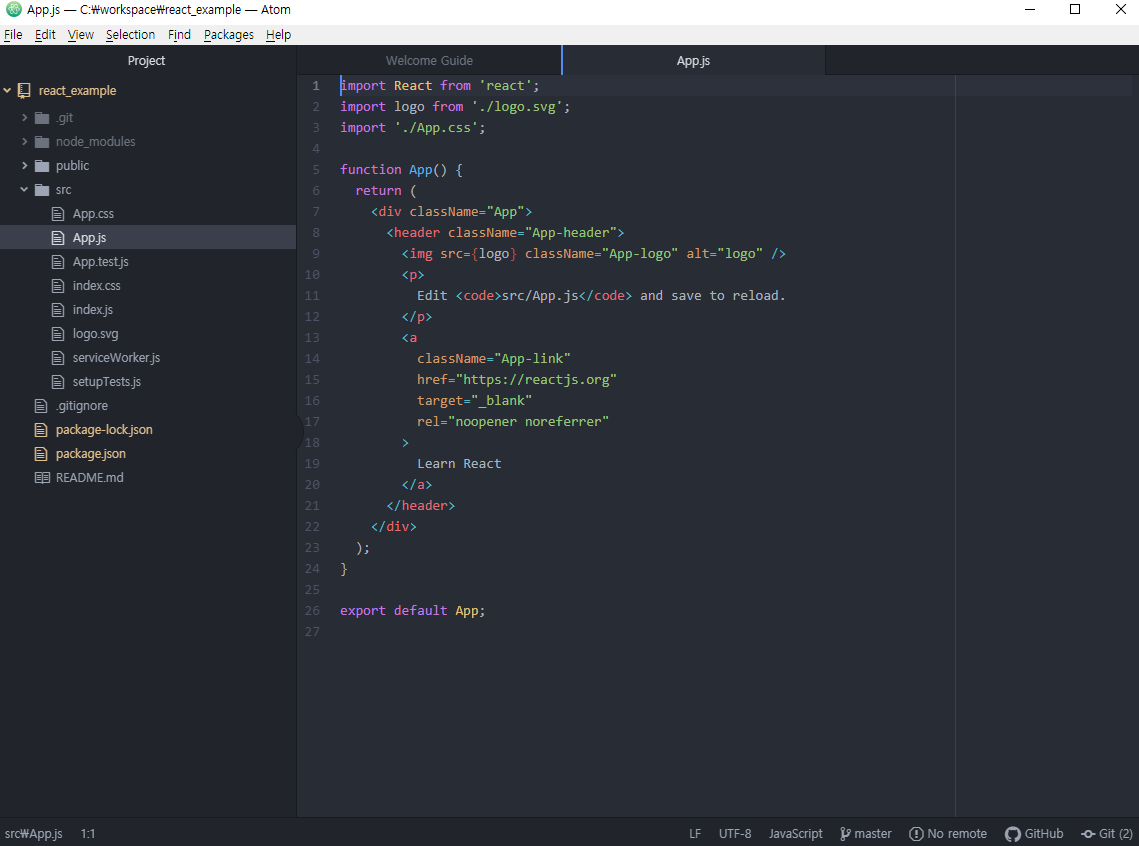 App.js — C:₩workspace₩react_example — Atom
File Edit View Selection Find Packages Help
Project
react_example
.git
node_modules
public
src
App.css
App.js
App.test.js
index.css
index.js
logo.svg
serviceWorker.js
setupTests.js
.gitignore
package-lock.json
package.json
README.md
Welcome Guide
App.js
1 import React from 'react';
2 import logo from './logo.svg';
3 import './App.css';
4
5 function App() {
6   return (
7     <div className="App">
8       <header className="App-header">
9         <img src={logo} className="App-logo" alt="logo" />
10         <p>
11           Edit <code>src/App.js</code> and save to reload.
12         </p>
13         <a
14           className="App-link"
15           href="https://reactjs.org"
16           target="_blank"
17           rel="noopener noreferrer"
18         >
19           Learn React
20         </a>
21       </header>
22     </div>
23   );
24 }
25
26 export default App;
27
src₩App.js 1:1
LF UTF-8 JavaScript master No remote GitHub Git (2)